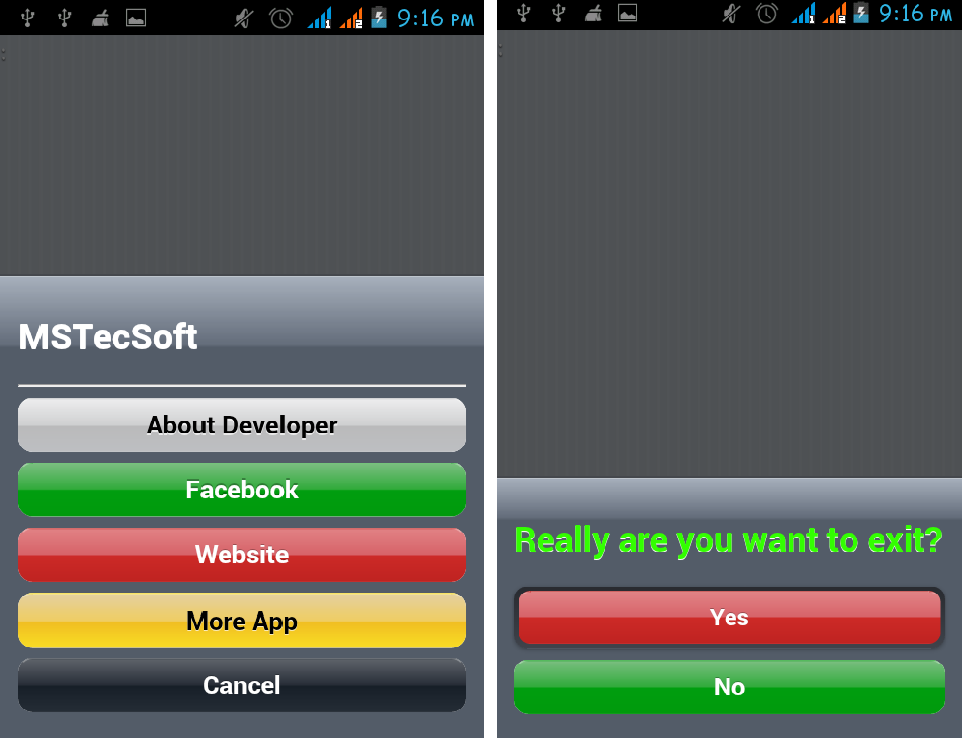 9:16 PM
MSTecSoft
About Developer
Facebook
Website
More App
Cancel
9:16 PM
Really are you want to exit?
Yes
No